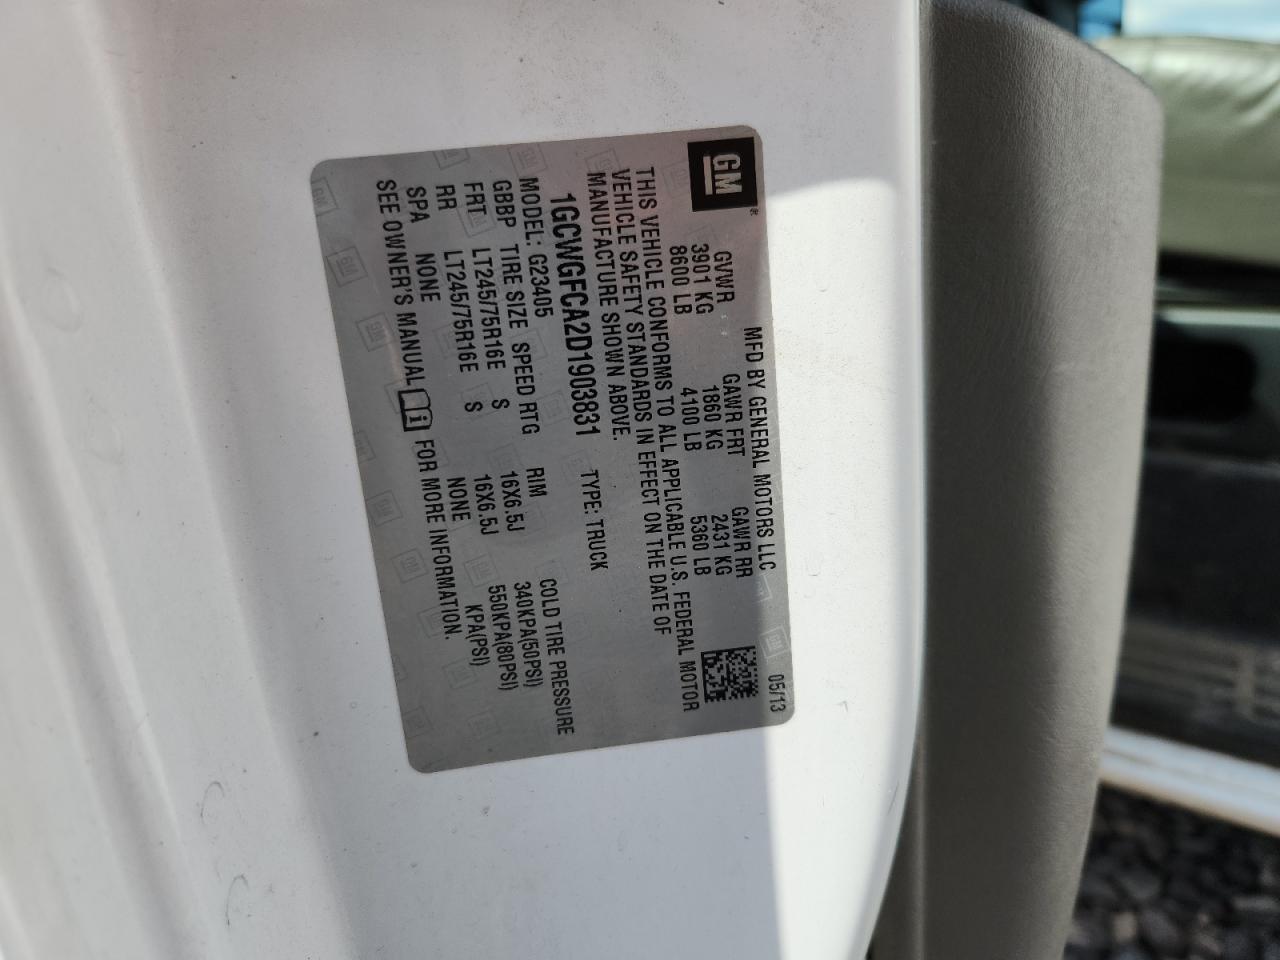 GM
MFD BY GENERAL MOTORS LLC 05/13
GVWR GAWR FRT GAWR RR
3901 KG 1860 KG 2431 KG
8600 LB 4100 LB 5360 LB
THIS VEHICLE CONFORMS TO ALL APPLICABLE U.S. FEDERAL MOTOR
VEHICLE SAFETY STANDARDS IN EFFECT ON THE DATE OF
MANUFACTURE SHOWN ABOVE.
1GCWGFCA2D1903831 TYPE: TRUCK
MODEL: G23405
GBBP TIRE SIZE SPEED RTG RIM COLD TIRE PRESSURE
FRT LT245/75R16E S 16X6.5J 340KPA(50PSI)
RR LT245/75R16E S 16X6.5J 550KPA(80PSI)
SPA NONE NONE KPA(PSI)
SEE OWNER'S MANUAL i FOR MORE INFORMATION.